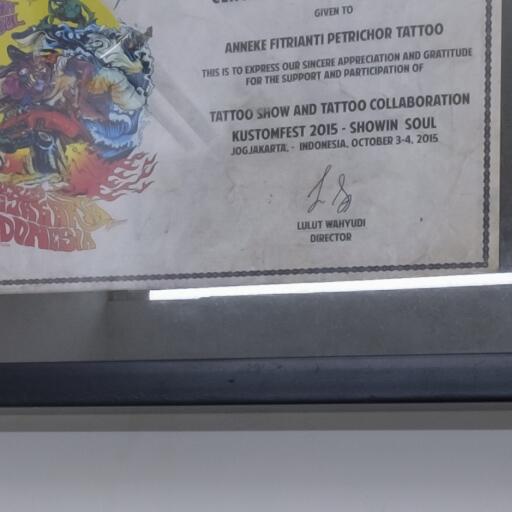 GIVEN TO
ANNEKE FITRIANTI PETRICHOR TATTOO
THIS IS TO EXPRESS OUR SINCERE APPRECIATION AND GRATITUDE
FOR THE SUPPORT AND PARTICIPATION OF
TATTOO SHOW AND TATTOO COLLABORATION
KUSTOMFEST 2015 - SHOWIN SOUL
JOGJAKARTA, - INDONESIA, OCTOBER 3-4, 2015
LULUT WAHYUDI
DIRECTOR